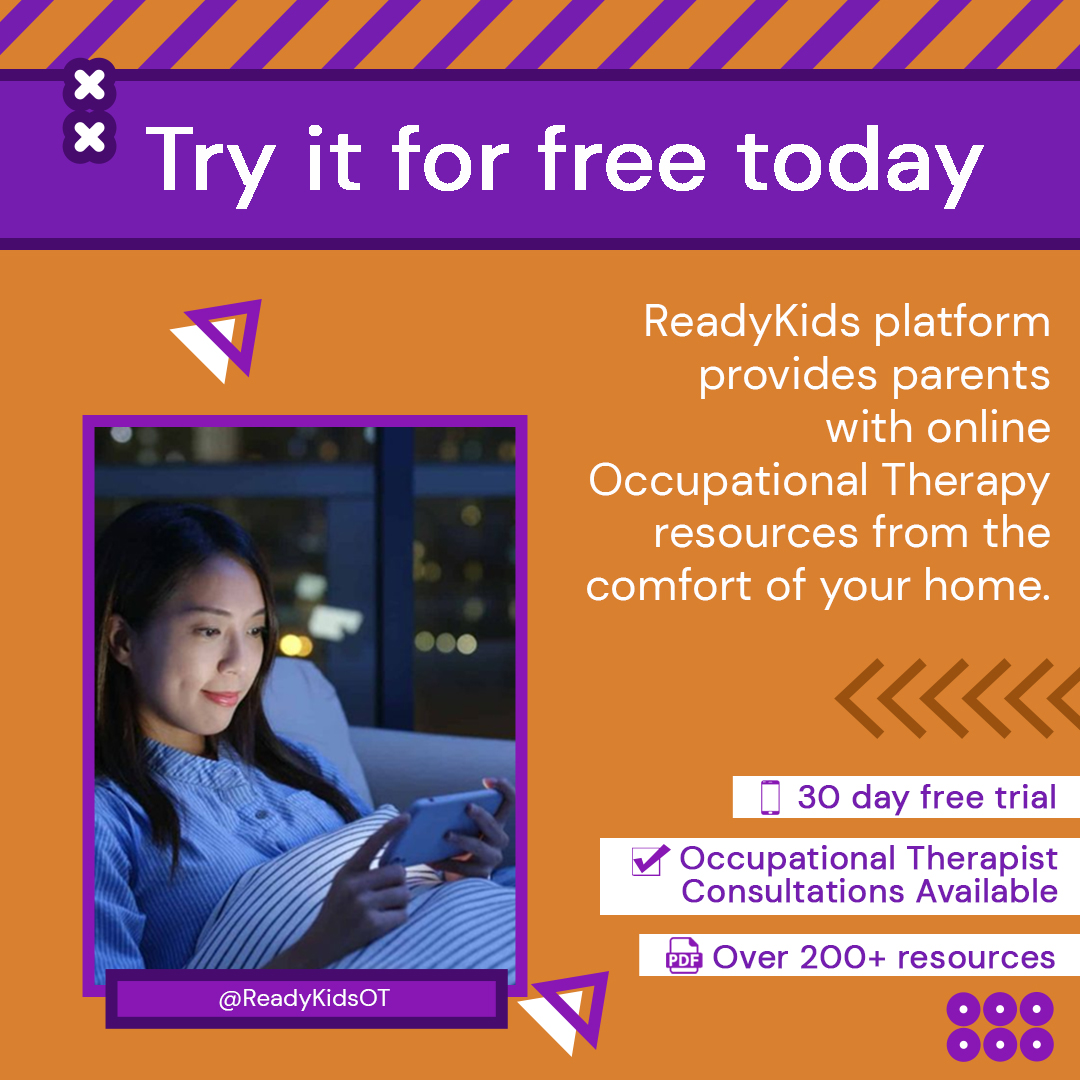 Try it for free today
ReadyKids platform
provides parents
with online
Occupational Therapy
resources from the
comfort of your home.
30 day free trial
Occupational Therapist
Consultations Available
PDF Over 200+ resources
@ReadyKidsOT